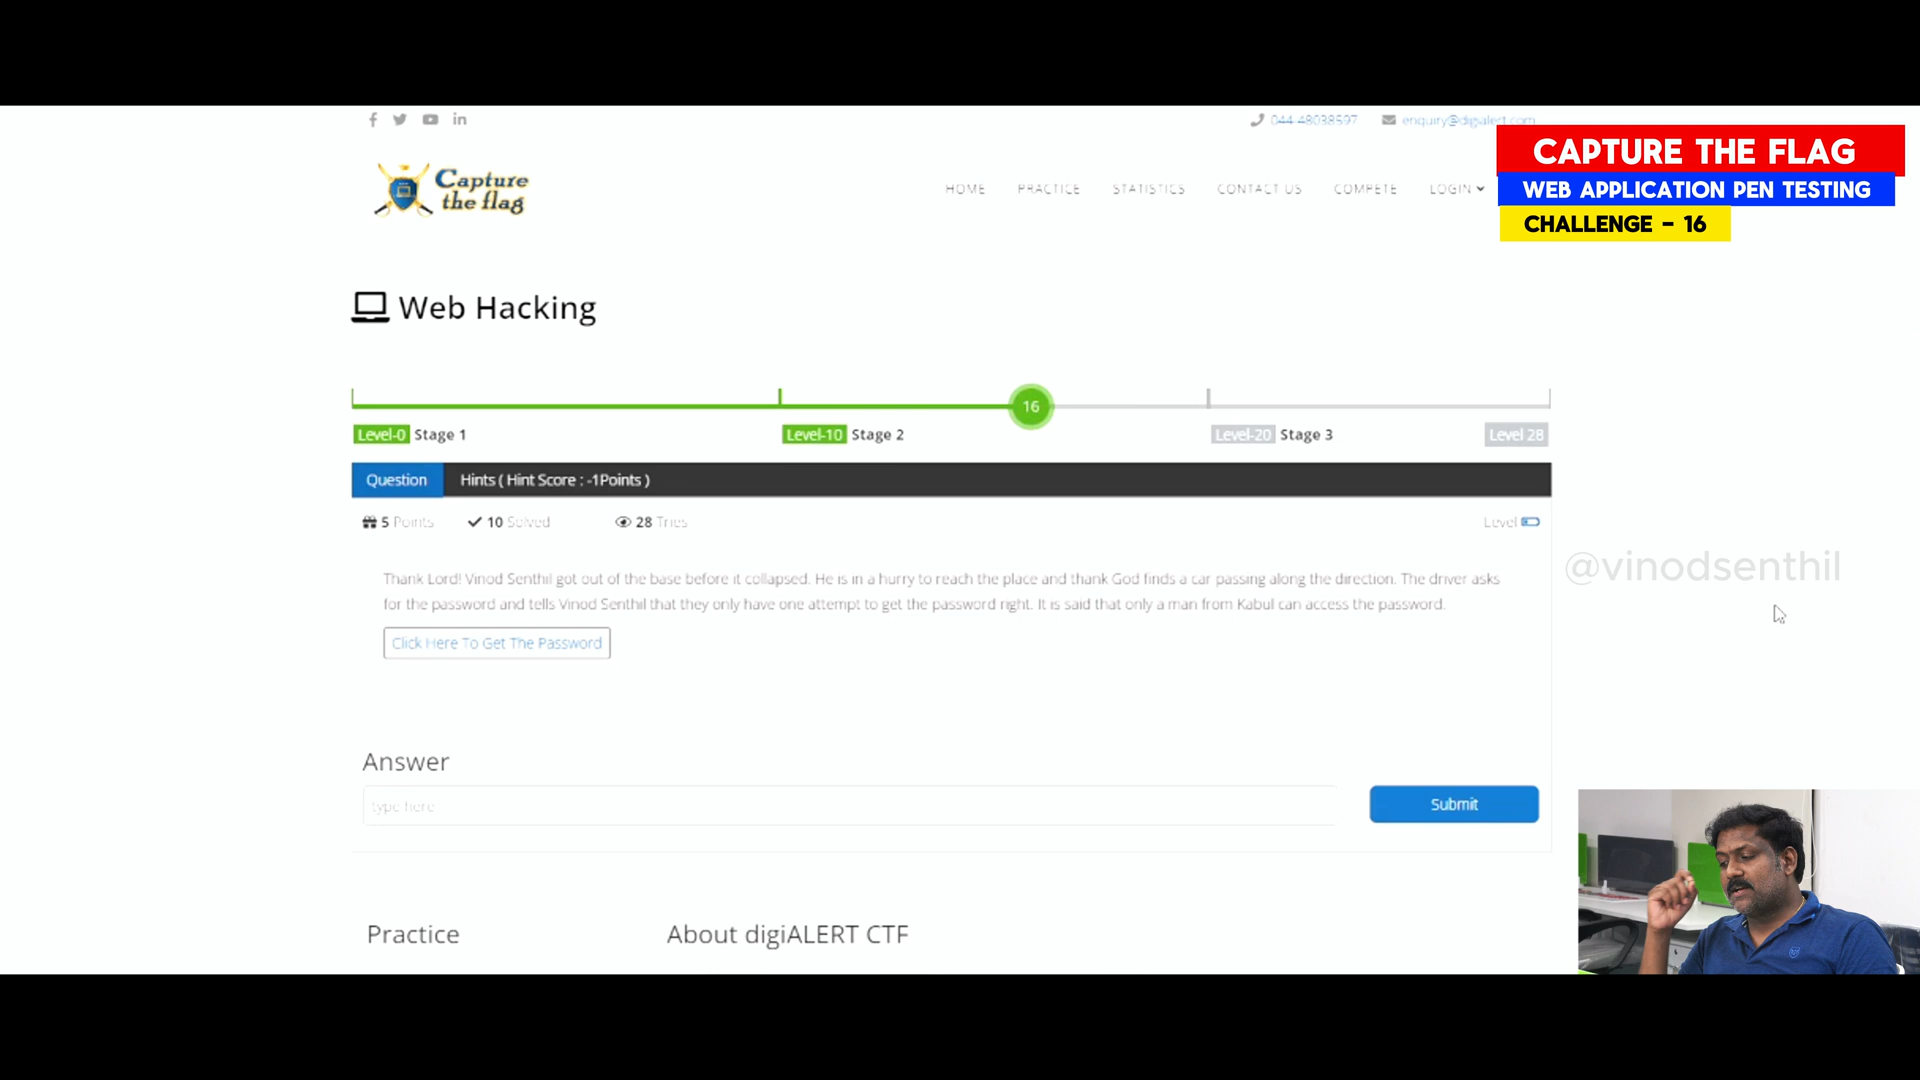 044-48038597 enquiry@digialert.com
CAPTURE THE FLAG
Capture
the flag
HOME PRACTICE STATISTICS CONTACT US COMPETE LOGIN
WEB APPLICATION PEN TESTING
CHALLENGE - 16
Web Hacking
16
Level-0 Stage 1 Level-10 Stage 2 Level-20 Stage 3 Level 28
Question Hints ( Hint Score : -1Points )
5 Points 10 Solved 28 Tries Level
@vinodsenthil
Thank Lord! Vinod Senthil got out of the base before it collapsed. He is in a hurry to reach the place and thank God finds a car passing along the direction. The driver asks
for the password and tells Vinod Senthil that they only have one attempt to get the password right. It is said that only a man from Kabul can access the password.
Click Here To Get The Password
Answer
type here
Submit
Practice About digiALERT CTF